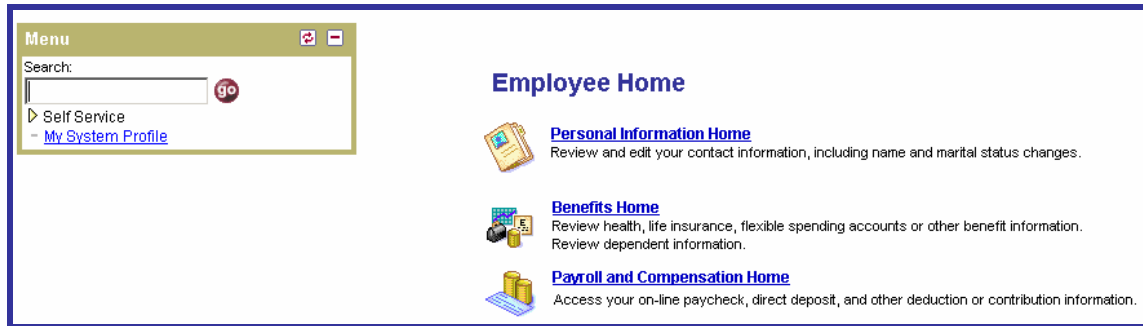 Menu
Search:
go
Self Service
My System Profile
Employee Home
Personal Information Home
Review and edit your contact information, including name and marital status changes.
Benefits Home
Review health, life insurance, flexible spending accounts or other benefit information.
Review dependent information.
Payroll and Compensation Home
Access your on-line paycheck, direct deposit, and other deduction or contribution information.